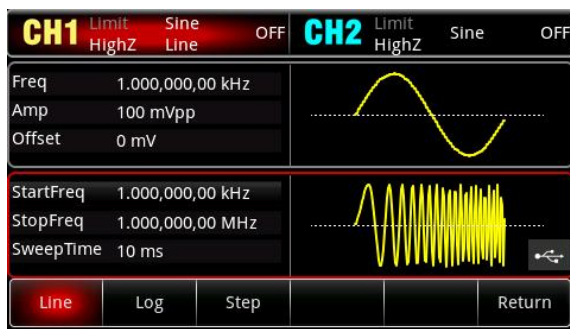 CH1 Limit Sine OFF CH2 Limit Sine OFF
HighZ Line HighZ
Freq 1.000,000,00 kHz
Amp 100 mVpp
Offset 0 mV
StartFreq 1.000,000,00 kHz
StopFreq 1.000,000,00 MHz
SweepTime 10 ms
Line Log Step Return